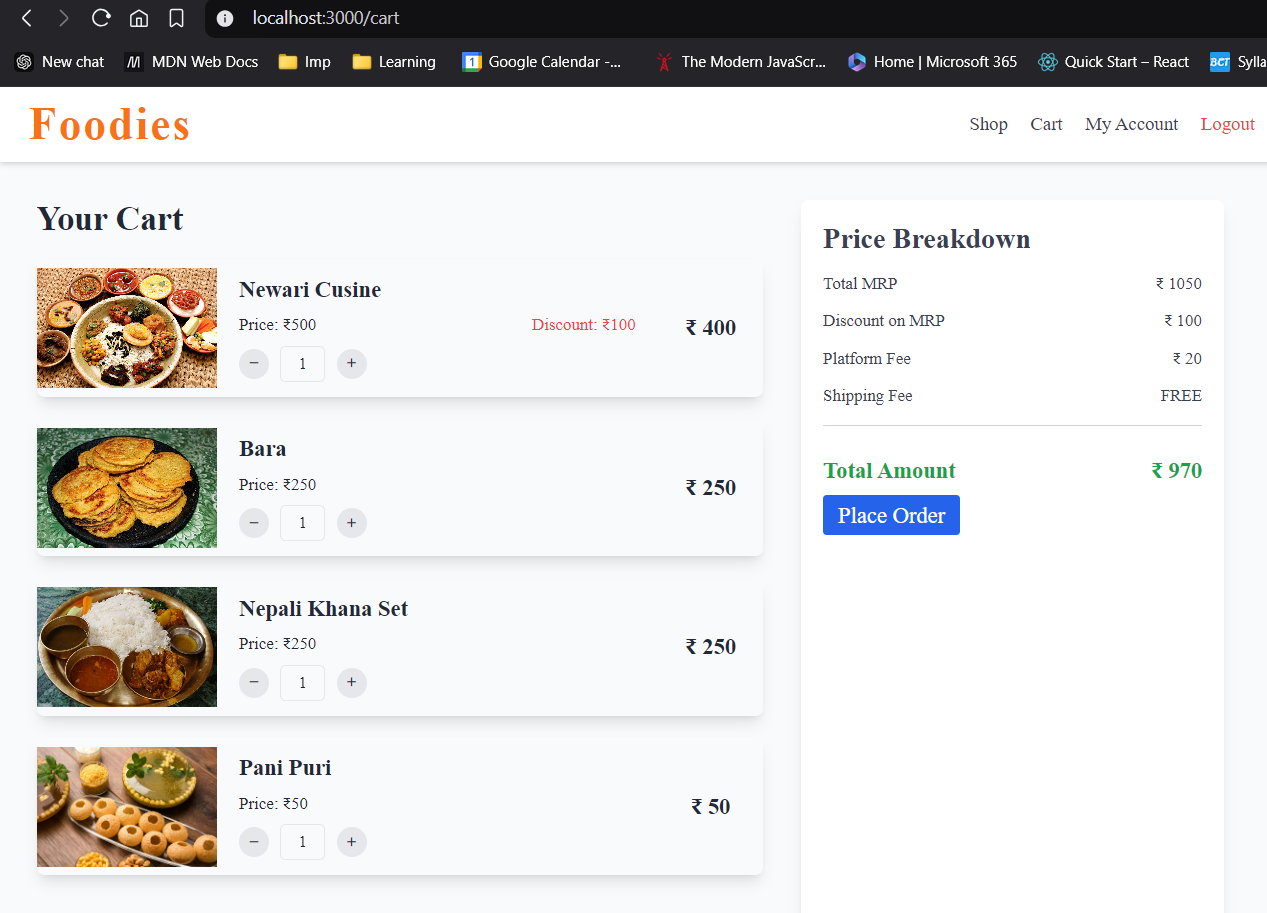 localhost:3000/cart
New chat MDN Web Docs Imp Learning 1 Google Calendar -... The Modern JavaScr... Home | Microsoft 365 Quick Start – React BCT Sylla
Foodies Shop Cart My Account Logout
Your Cart
Newari Cusine
Price: ₹500 Discount: ₹100 ₹ 400
− 1 +
Bara
Price: ₹250 ₹ 250
− 1 +
Nepali Khana Set
Price: ₹250 ₹ 250
− 1 +
Pani Puri
Price: ₹50 ₹ 50
− 1 +
Price Breakdown
Total MRP ₹ 1050
Discount on MRP ₹ 100
Platform Fee ₹ 20
Shipping Fee FREE
Total Amount ₹ 970
Place Order